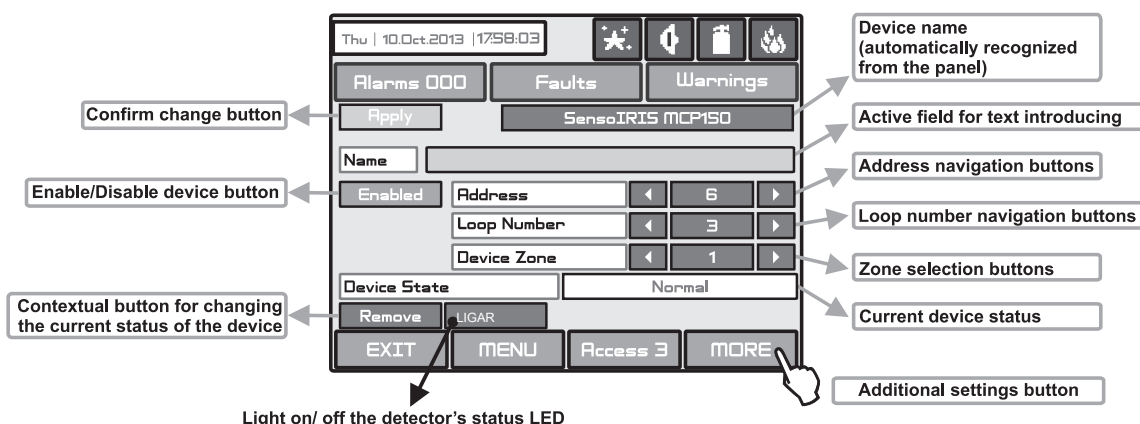 Thu | 10.Oct.2013 | 17:58:03
Device name
(automatically recognized
from the panel)
Alarms 000
Faults
Warnings
Confirm change button
Apply
SensoIRIS MCP150
Active field for text introducing
Name
Address navigation buttons
Enable/Disable device button
Enabled
Address
6
Loop Number
3
Loop number navigation buttons
Device Zone
1
Zone selection buttons
Device State
Normal
Contextual button for changing
the current status of the device
Remove
LIGAR
Current device status
EXIT
MENU
Access 3
MORE
Additional settings button
Light on/ off the detector's status LED